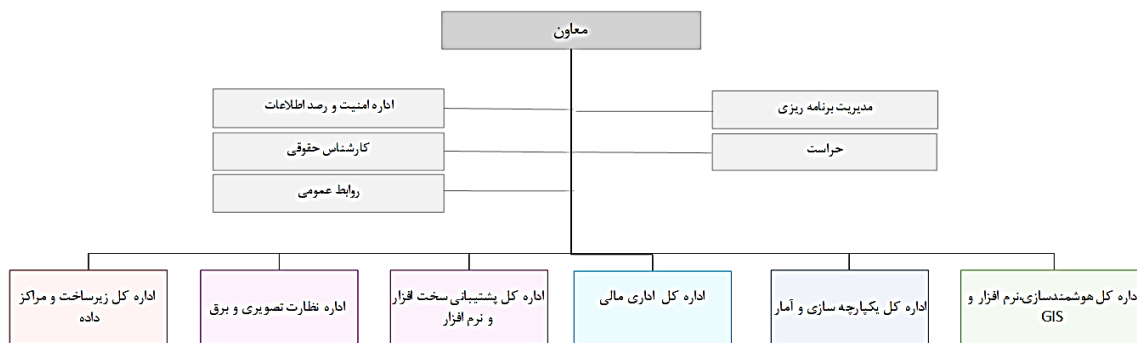 معاون
مدیریت برنامه ریزی
اداره امنیت و رصد اطلاعات
حراست
کارشناس حقوقی
روابط عمومی
داره کل هوشمندسازی،نرم افزار و
GIS
اداره کل یکپارچه سازی و آمار
اداره کل اداری مالی
اداره کل پشتیبانی سخت افزار
و نرم افزار
اداره نظارت تصویری و برق
اداره کل زیرساخت و مراکز
داده